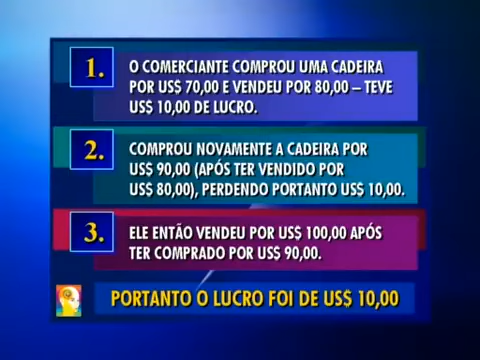 1.
O COMERCIANTE COMPROU UMA CADEIRA
POR US$ 70,00 E VENDEU POR 80,00 – TEVE
US$ 10,00 DE LUCRO.
2.
COMPROU NOVAMENTE A CADEIRA POR
US$ 90,00 (APÓS TER VENDIDO POR
US$ 80,00), PERDENDO PORTANTO US$ 10,00.
3.
ELE ENTÃO VENDEU POR US$ 100,00 APÓS
TER COMPRADO POR US$ 90,00.
PORTANTO O LUCRO FOI DE US$ 10,00